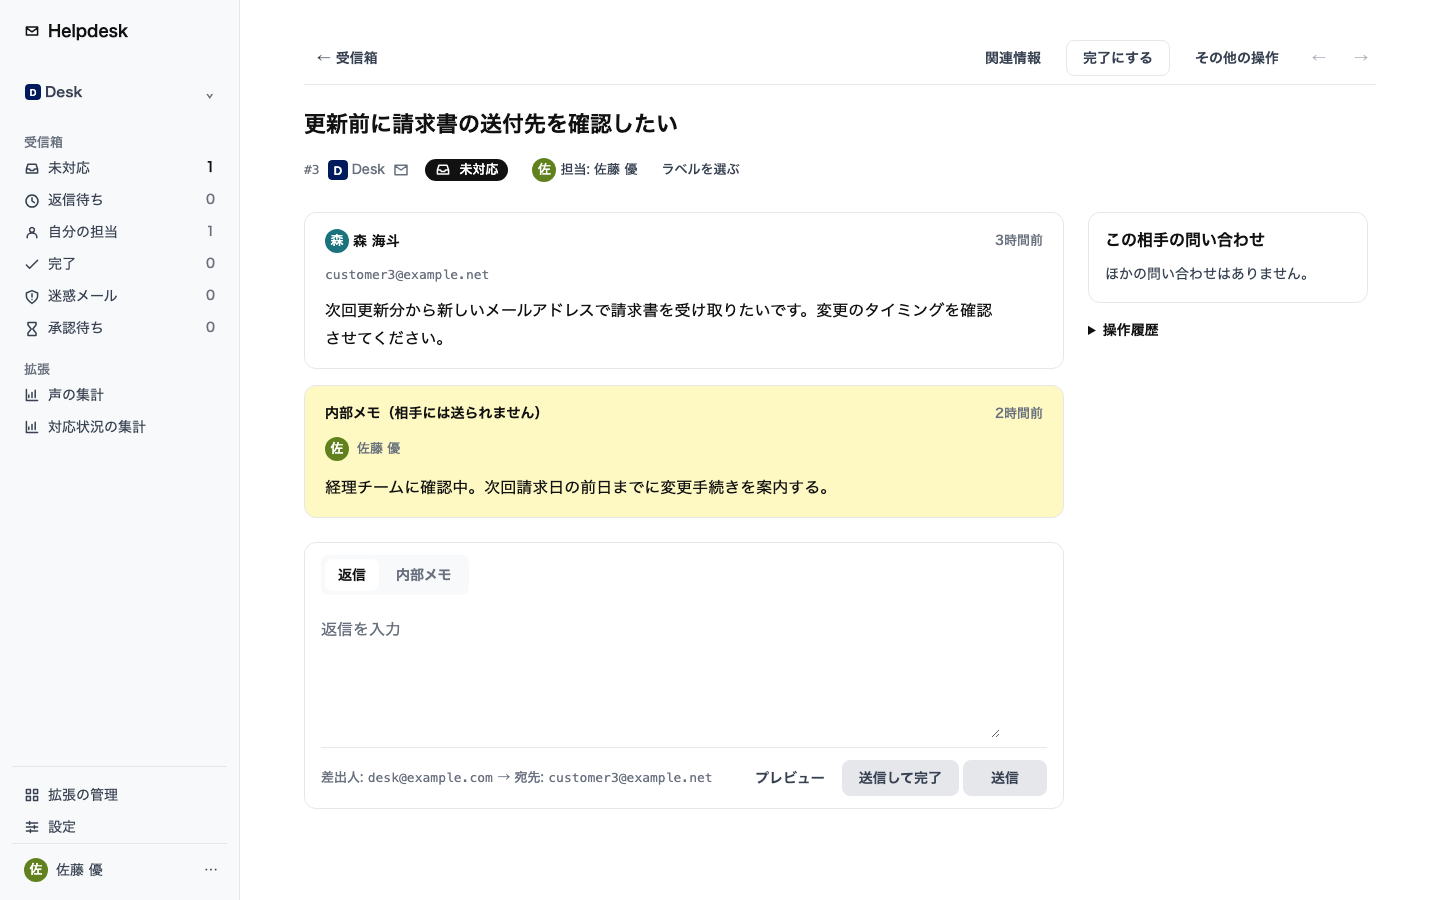 Helpdesk
D Desk
受信箱
未対応 1
返信待ち 0
自分の担当 1
完了 0
迷惑メール 0
承認待ち 0
拡張
声の集計
対応状況の集計
拡張の管理
設定
佐 佐藤 優 …
← 受信箱 関連情報 完了にする その他の操作 ← →
更新前に請求書の送付先を確認したい
#3 D Desk 未対応 佐 担当: 佐藤 優 ラベルを選ぶ
森 森 海斗 3時間前
customer3@example.net
次回更新分から新しいメールアドレスで請求書を受け取りたいです。変更のタイミングを確認
させてください。
内部メモ（相手には送られません） 2時間前
佐 佐藤 優
経理チームに確認中。次回請求日の前日までに変更手続きを案内する。
返信 内部メモ
返信を入力
差出人: desk@example.com → 宛先: customer3@example.net プレビュー 送信して完了 送信
この相手の問い合わせ
ほかの問い合わせはありません。
▶ 操作履歴